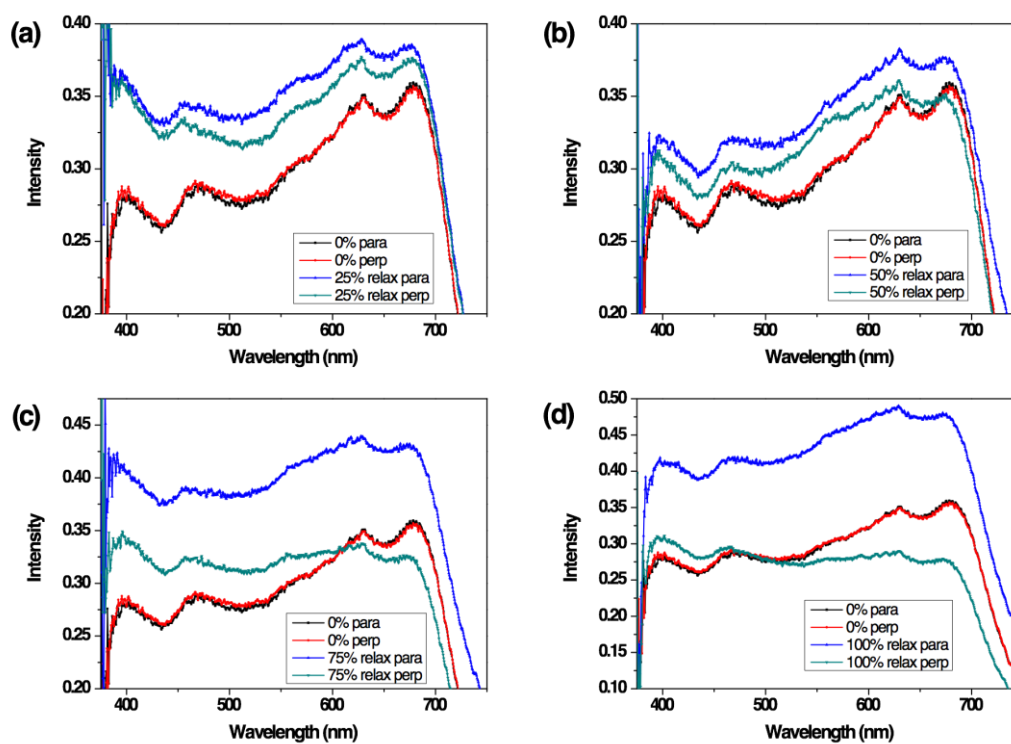 (a)
0.40
0.35
0.30
0.25
0.20
Intensity
400 500 600 700
Wavelength (nm)
0% para
0% perp
25% relax para
25% relax perp
(b)
0.40
0.35
0.30
0.25
0.20
Intensity
400 500 600 700
Wavelength (nm)
0% para
0% perp
50% relax para
50% relax perp
(c)
0.45
0.40
0.35
0.30
0.25
0.20
Intensity
400 500 600 700
Wavelength (nm)
0% para
0% perp
75% relax para
75% relax perp
(d)
0.50
0.45
0.40
0.35
0.30
0.25
0.20
0.15
0.10
Intensity
400 500 600 700
Wavelength (nm)
0% para
0% perp
100% relax para
100% relax perp